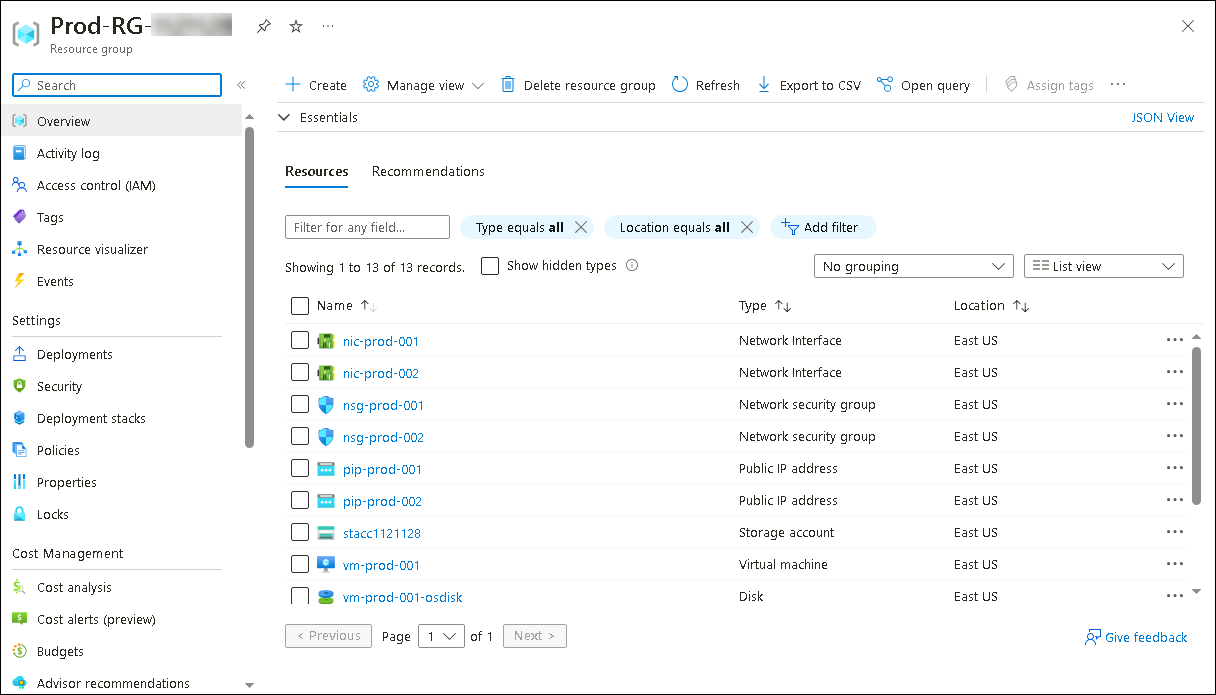 Prod-RG-
Resource group
Search
Overview
Activity log
Access control (IAM)
Tags
Resource visualizer
Events
Settings
Deployments
Security
Deployment stacks
Policies
Properties
Locks
Cost Management
Cost analysis
Cost alerts (preview)
Budgets
Advisor recommendations
Create Manage view Delete resource group Refresh Export to CSV Open query Assign tags
Essentials JSON View
Resources Recommendations
Filter for any field... Type equals all Location equals all Add filter
Showing 1 to 13 of 13 records. Show hidden types No grouping List view
Name Type Location
nic-prod-001 Network Interface East US
nic-prod-002 Network Interface East US
nsg-prod-001 Network security group East US
nsg-prod-002 Network security group East US
pip-prod-001 Public IP address East US
pip-prod-002 Public IP address East US
stacc1121128 Storage account East US
vm-prod-001 Virtual machine East US
vm-prod-001-osdisk Disk East US
< Previous Page 1 of 1 Next > Give feedback